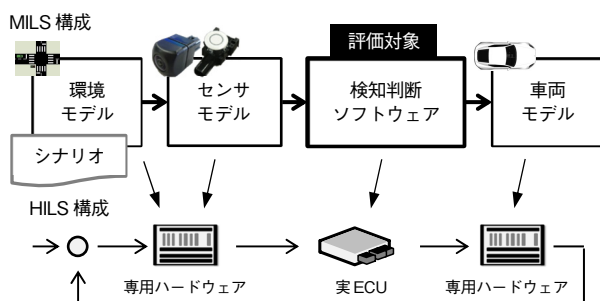 MILS 構成
評価対象
環境
モデル
センサ
モデル
検知判断
ソフトウェア
車両
モデル
シナリオ
HILS 構成
専用ハードウェア
実ECU
専用ハードウェア